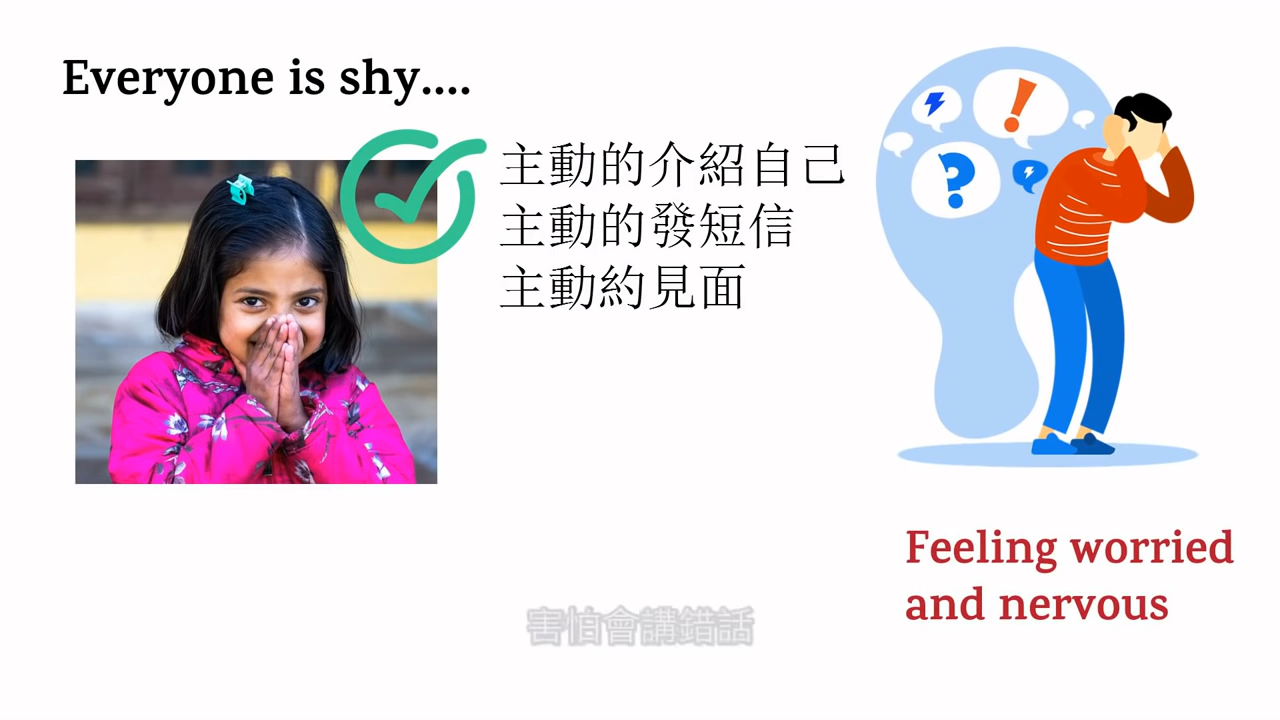 Everyone is shy....
主動的介紹自己
主動的發短信
主動約見面
Feeling worried
and nervous
害怕會講錯話